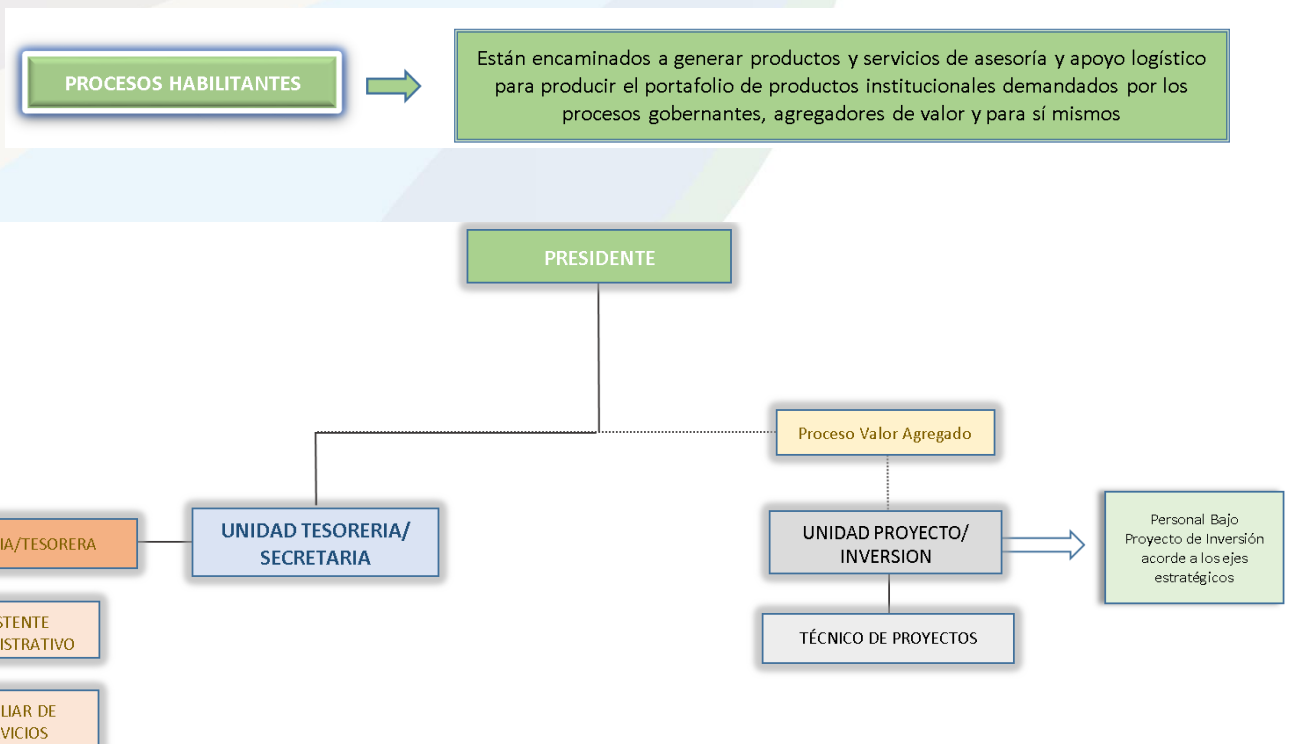 PROCESOS HABILITANTES
Están encaminados a generar productos y servicios de asesoría y apoyo logístico
para producir el portafolio de productos institucionales demandados por los
procesos gobernantes, agregadores de valor y para sí mismos
PRESIDENTE
Proceso Valor Agregado
IA/TESORERA
UNIDAD TESORERIA/
SECRETARIA
UNIDAD PROYECTO/
INVERSION
Personal Bajo
Proyecto de Inversión
acorde a los ejes
estratégicos
STENTE
ISTRATIVO
TÉCNICO DE PROYECTOS
LIAR DE
VICIOS